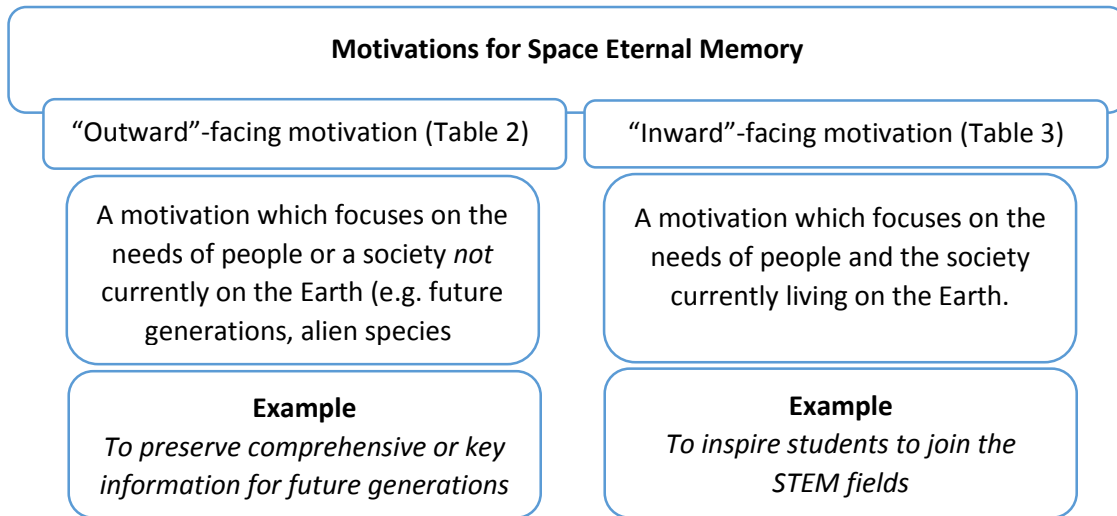 Motivations for Space Eternal Memory
“Outward”-facing motivation (Table 2)
“Inward”-facing motivation (Table 3)
A motivation which focuses on the
needs of people or a society not
currently on the Earth (e.g. future
generations, alien species
A motivation which focuses on the
needs of people and the society
currently living on the Earth.
Example
To preserve comprehensive or key
information for future generations
Example
To inspire students to join the
STEM fields